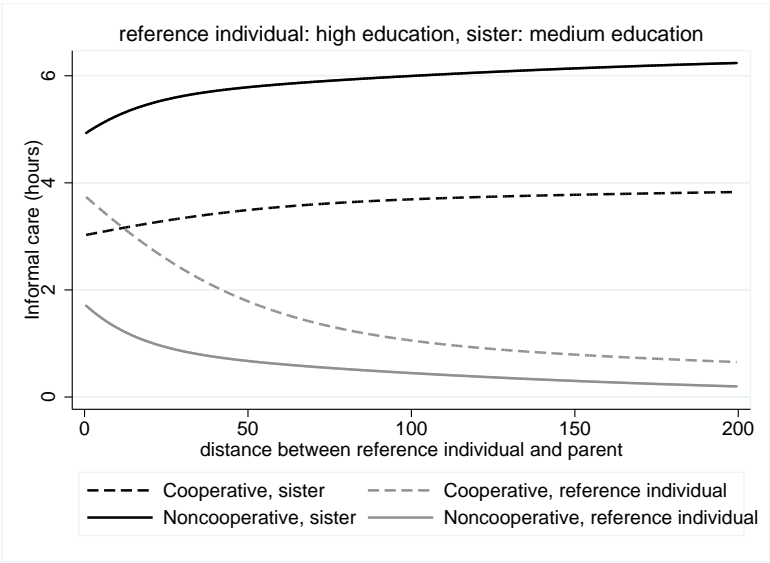 reference individual: high education, sister: medium education
Informal care (hours)
6
4
2
0
0 50 100 150 200
distance between reference individual and parent
Cooperative, sister Cooperative, reference individual
Noncooperative, sister Noncooperative, reference individual